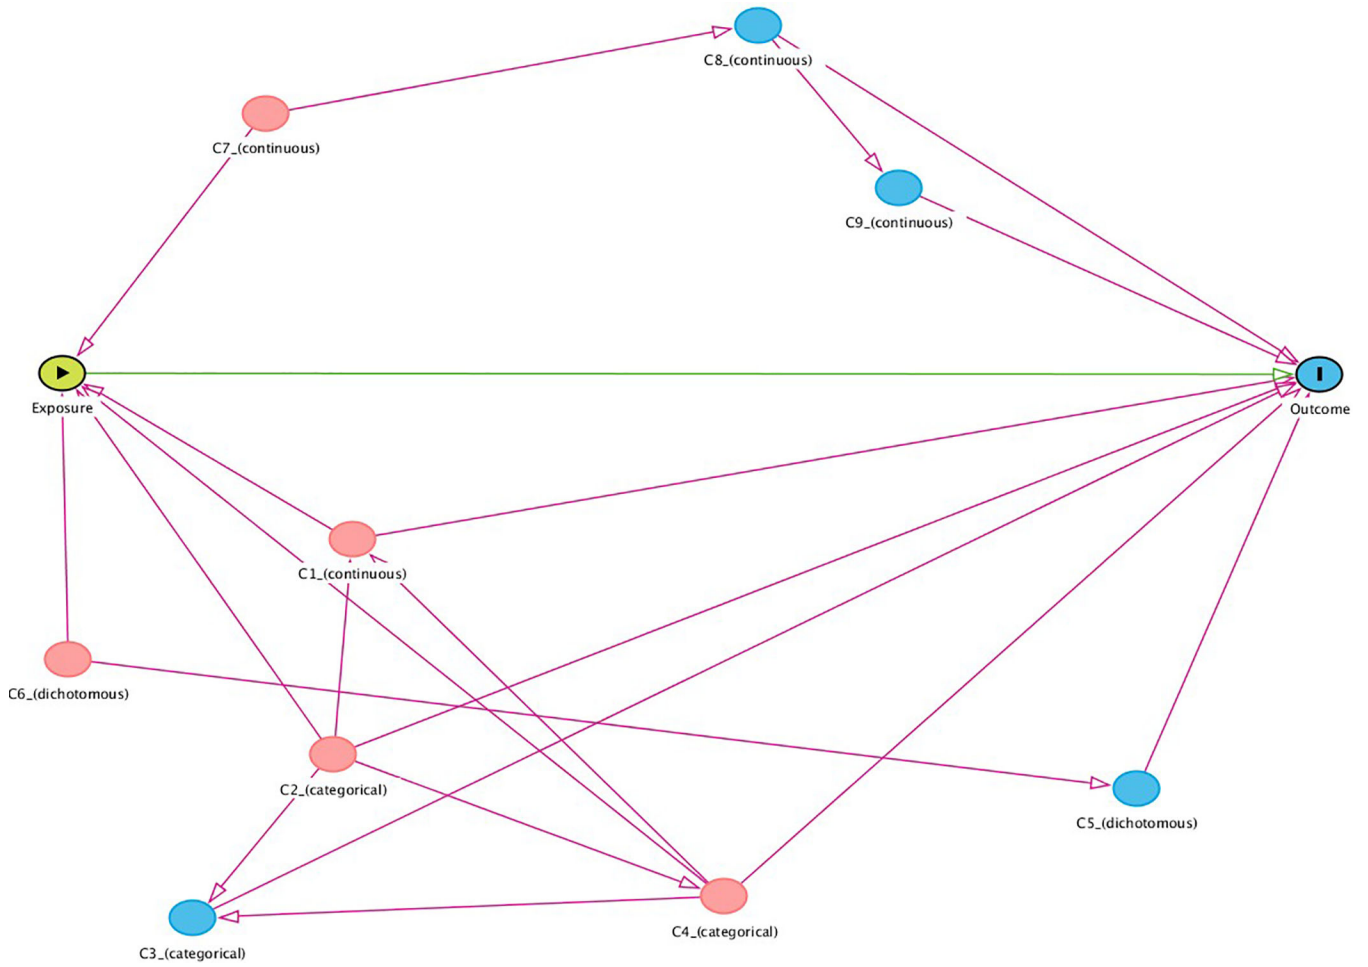 C8_(continuous)
C7_(continuous)
C9_(continuous)
Exposure
Outcome
C1_(continuous)
C6_(dichotomous)
C2_(categorical)
C5_(dichotomous)
C4_(categorical)
C3_(categorical)